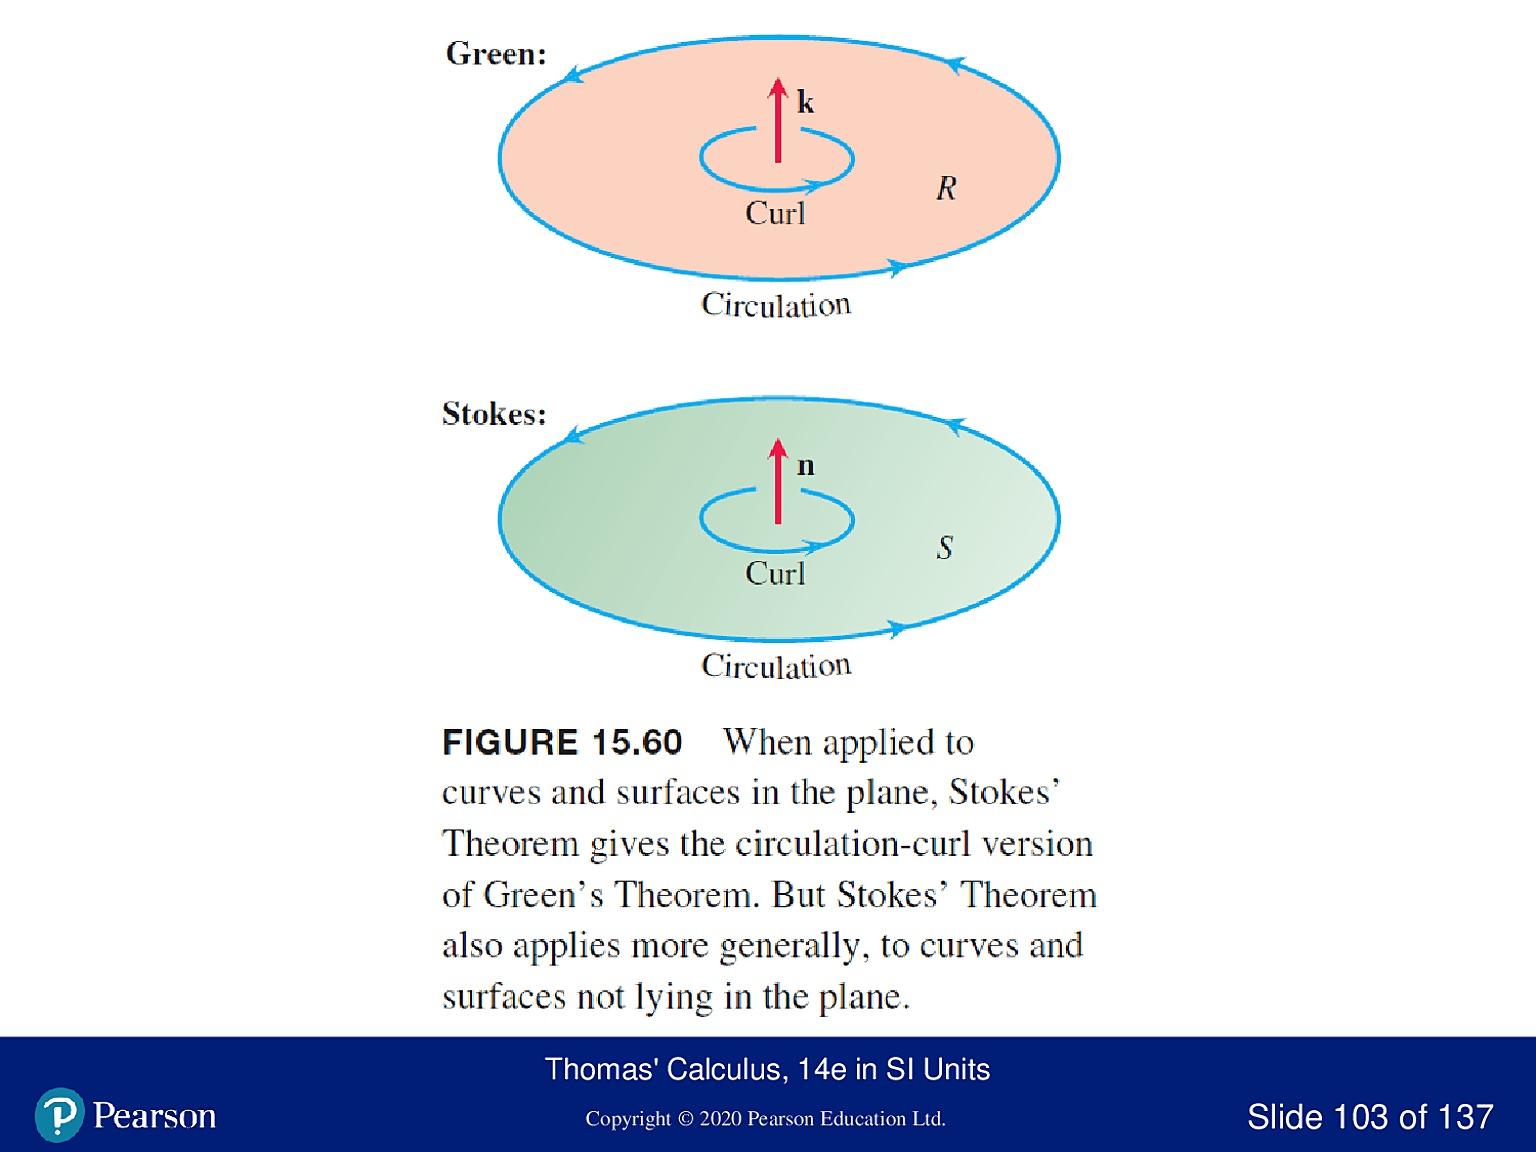 Green:
k
R
Curl
Circulation
Stokes:
n
S
Curl
Circulation
FIGURE 15.60 When applied to
curves and surfaces in the plane, Stokes’
Theorem gives the circulation-curl version
of Green’s Theorem. But Stokes’ Theorem
also applies more generally, to curves and
surfaces not lying in the plane.
Thomas' Calculus, 14e in SI Units
P Pearson
Copyright © 2020 Pearson Education Ltd.
Slide 103 of 137